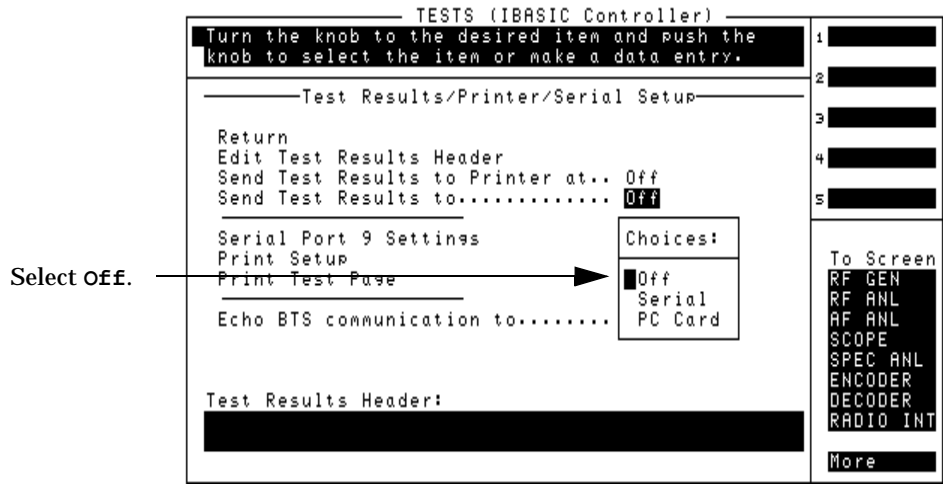 TESTS (IBASIC Controller)
Turn the knob to the desired item and push the
knob to select the item or make a data entry.
Test Results/Printer/Serial Setup
Return
Edit Test Results Header
Send Test Results to Printer at.. Off
Send Test Results to............. Off
Serial Port 9 Settings
Print Setup
Print Test Page
Echo BTS communication to........
Choices:
Off
Serial
PC Card
Select Off.
Test Results Header:
1
2
3
4
5
To Screen
RF GEN
RF ANL
AF ANL
SCOPE
SPEC ANL
ENCODER
DECODER
RADIO INT
More